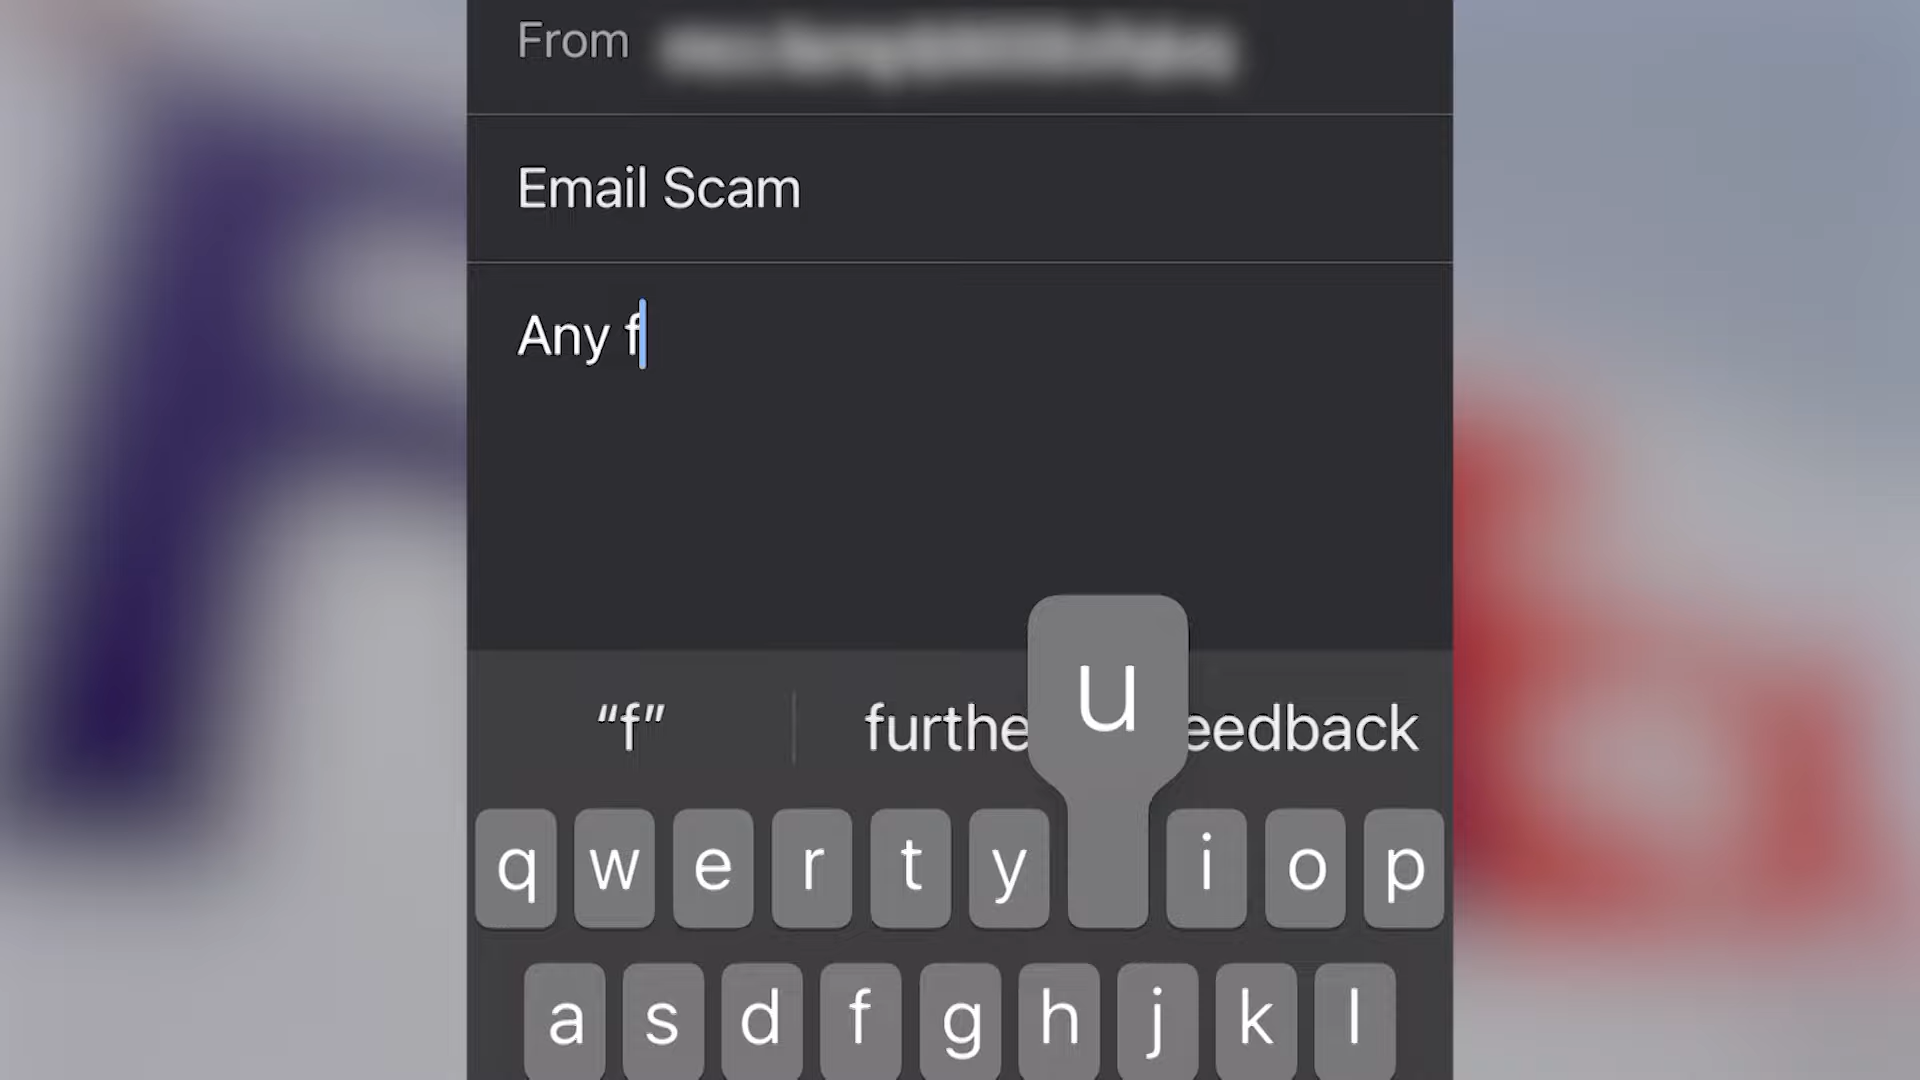 From
Email Scam
Any f
“f” furthe eedback
u
q w e r t y i o p
a s d f g h j k l